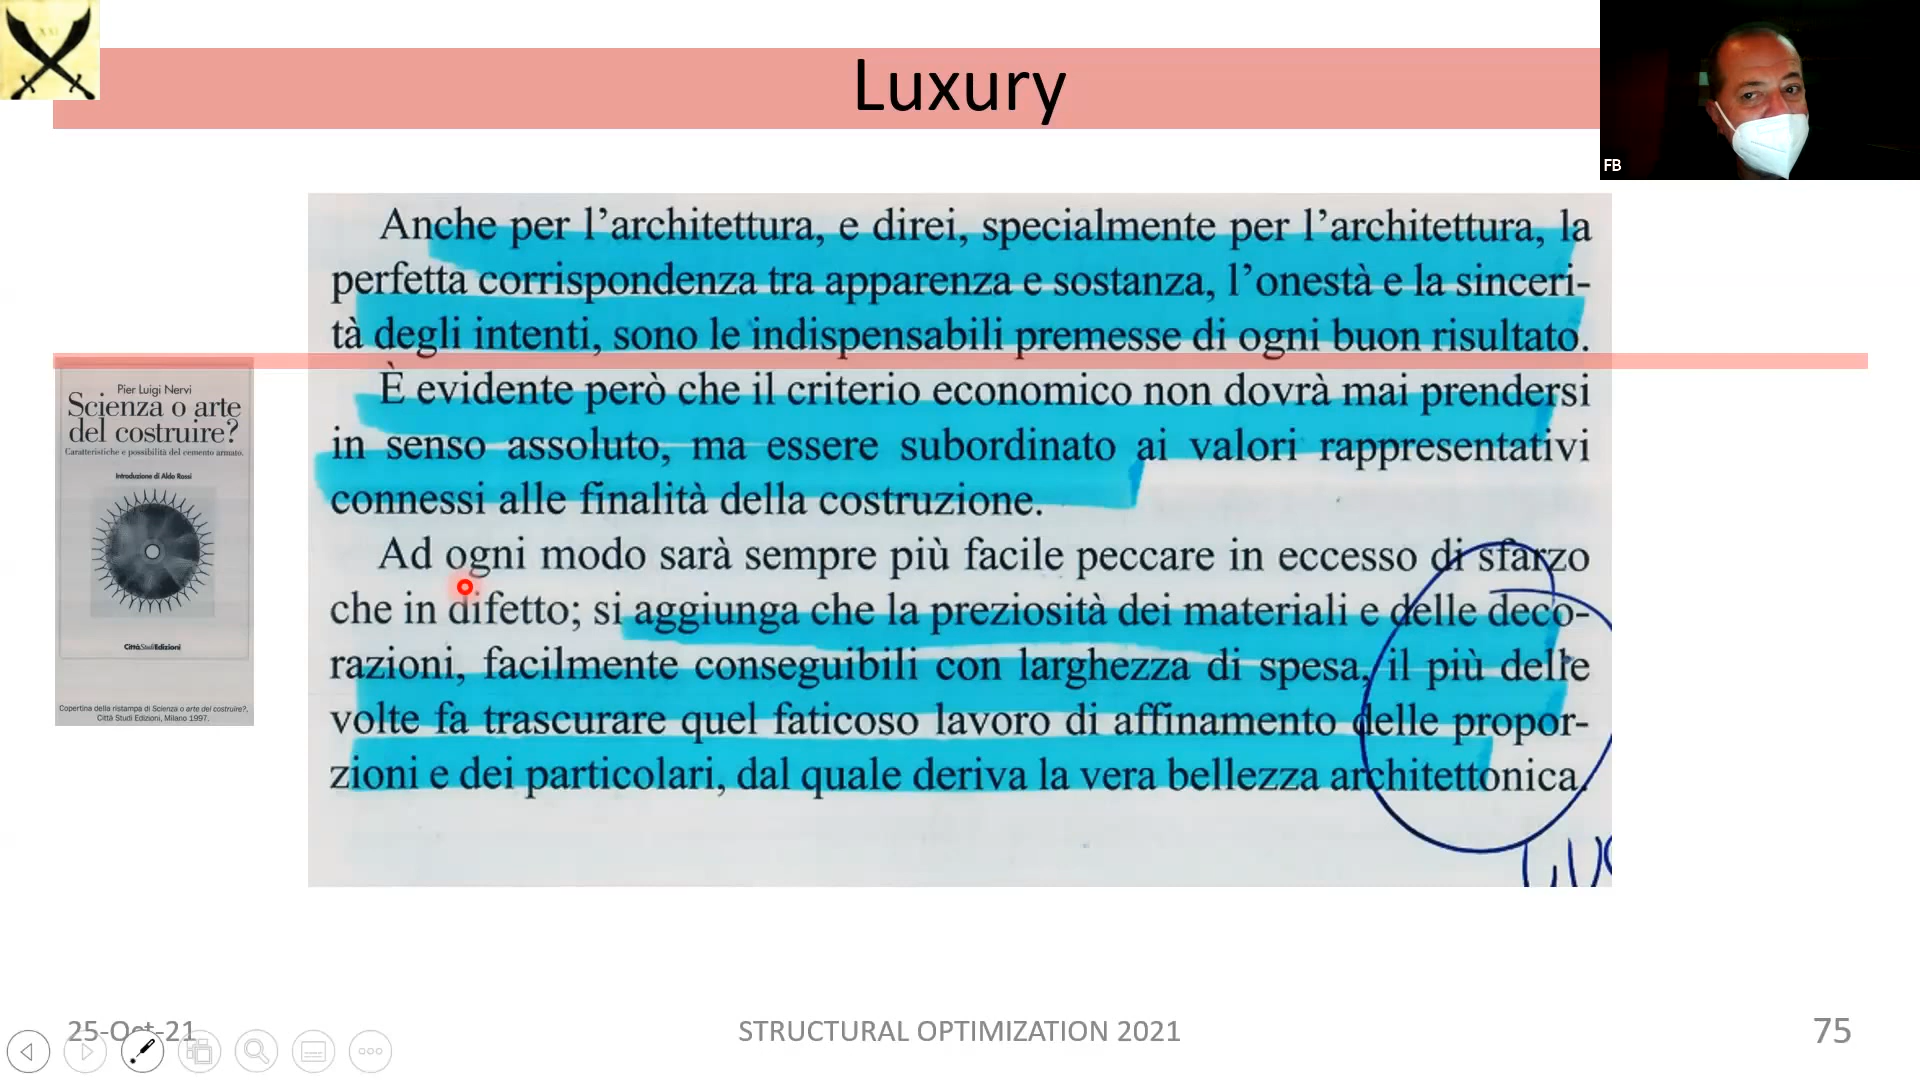 XXI
Luxury
FB
Anche per l’architettura, e direi, specialmente per l’architettura, la
perfetta corrispondenza tra apparenza e sostanza, l’onestà e la sinceri-
tà degli intenti, sono le indispensabili premesse di ogni buon risultato.
È evidente però che il criterio economico non dovrà mai prendersi
in senso assoluto, ma essere subordinato ai valori rappresentativi
connessi alle finalità della costruzione.
Ad ogni modo sarà sempre più facile peccare in eccesso di sfarzo
che in difetto; si aggiunga che la preziosità dei materiali e delle deco-
razioni, facilmente conseguibili con larghezza di spesa, il più delle
volte fa trascurare quel faticoso lavoro di affinamento delle propor-
zioni e dei particolari, dal quale deriva la vera bellezza architettonica.
Pier Luigi Nervi
Scienza o arte
del costruire?
Caratteristiche e possibilità del cemento armato.
Introduzione di Aldo Rossi
CittàStudiEdizioni
Copertina della ristampa di Scienza o arte del costruire?,
Città Studi Edizioni, Milano 1997.
25-Oct-21
STRUCTURAL OPTIMIZATION 2021
75